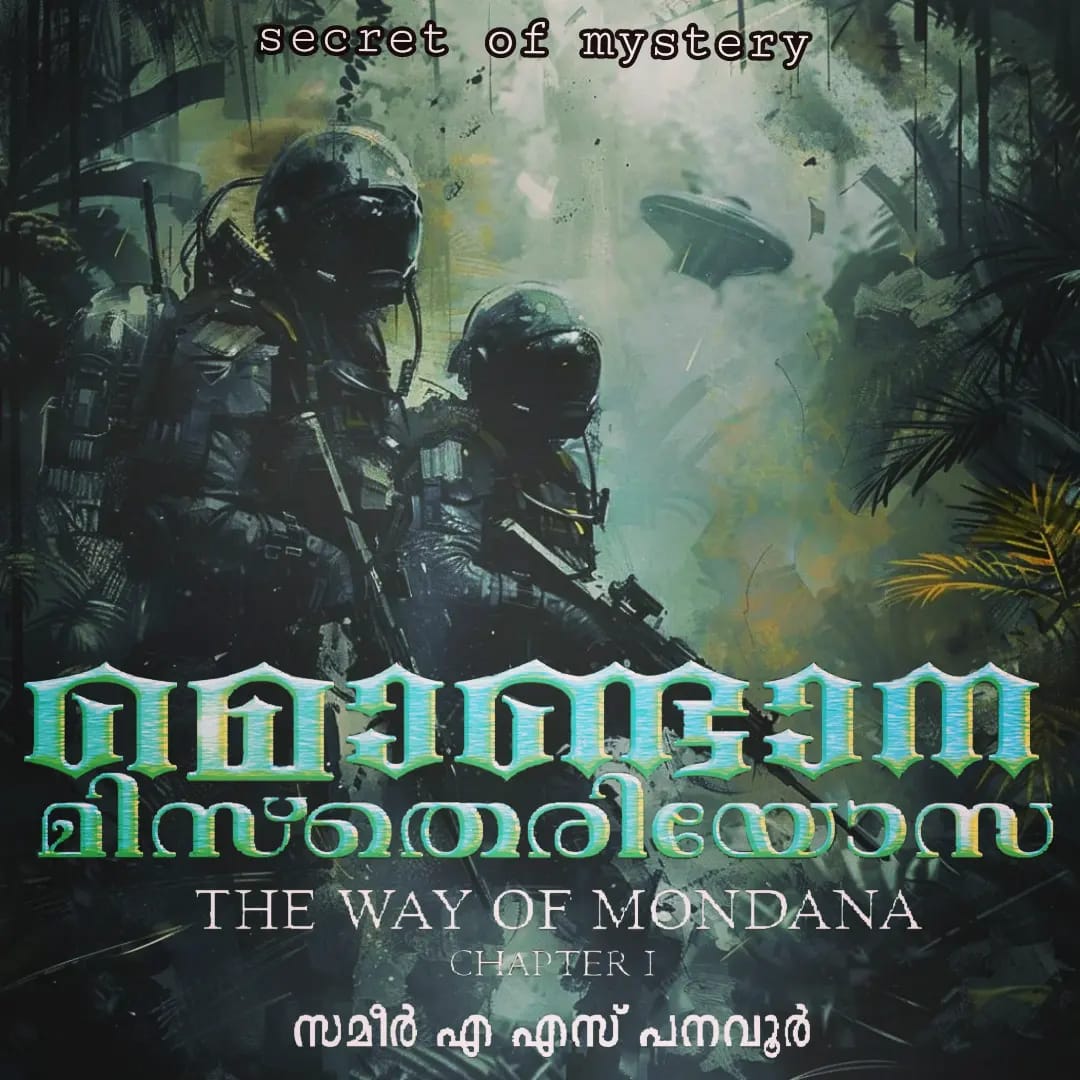 secret of mystery
മൊണ്ടാന
മിസ്തെരിയോസ
THE WAY OF MONDANA
CHAPTER I
സമീർ എ എസ് പനവൂർ